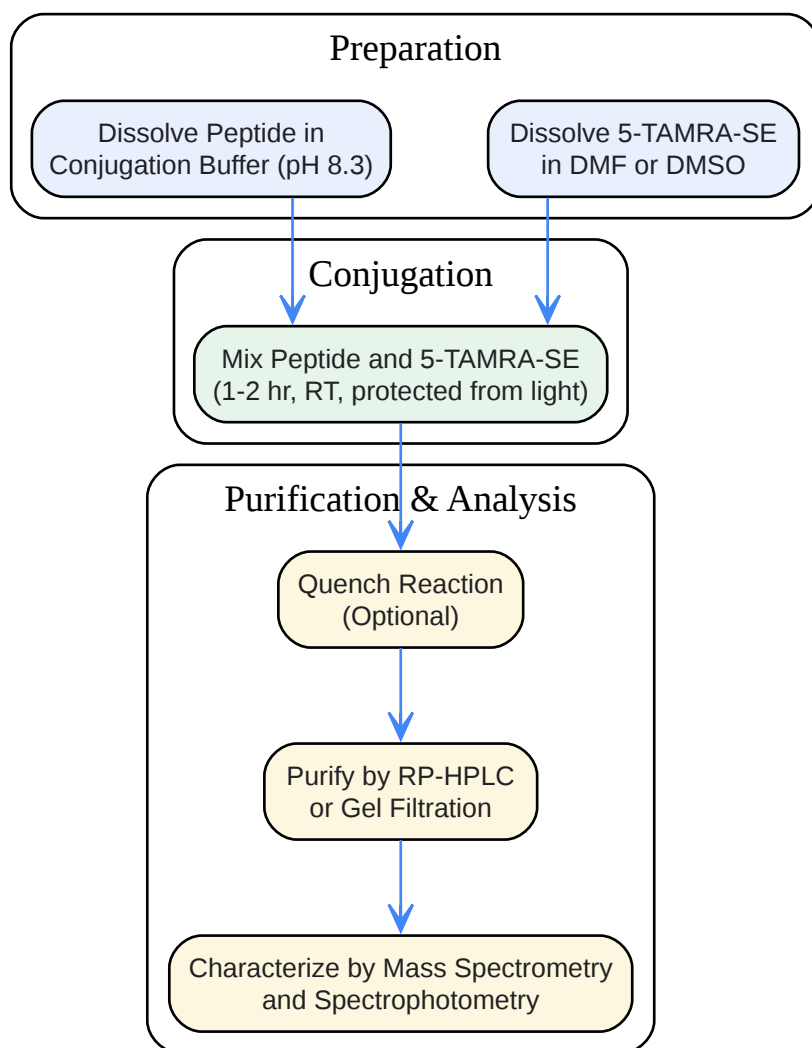 Preparation
Dissolve Peptide in
Conjugation Buffer (pH 8.3)
Dissolve 5-TAMRA-SE
in DMF or DMSO
Conjugation
Mix Peptide and 5-TAMRA-SE
(1-2 hr, RT, protected from light)
Purification & Analysis
Quench Reaction
(Optional)
Purify by RP-HPLC
or Gel Filtration
Characterize by Mass Spectrometry
and Spectrophotometry